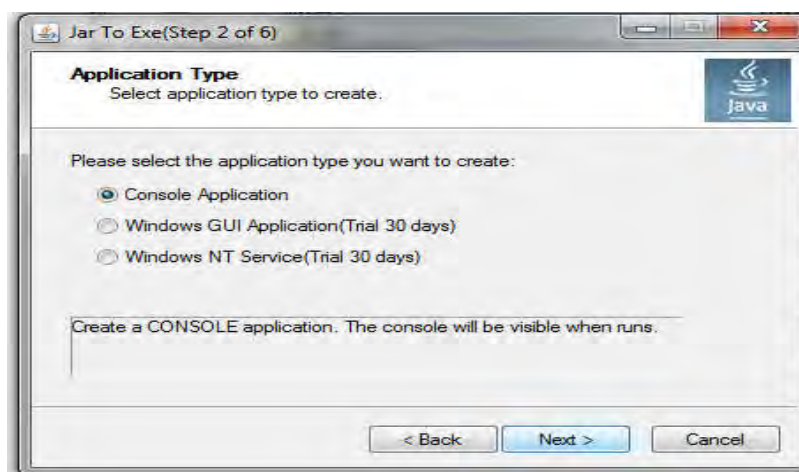 Jar To Exe(Step 2 of 6)
Application Type
Select application type to create.
Java
Please select the application type you want to create:
Console Application
Windows GUI Application(Trial 30 days)
Windows NT Service(Trial 30 days)
Create a CONSOLE application. The console will be visible when runs.
< Back
Next >
Cancel